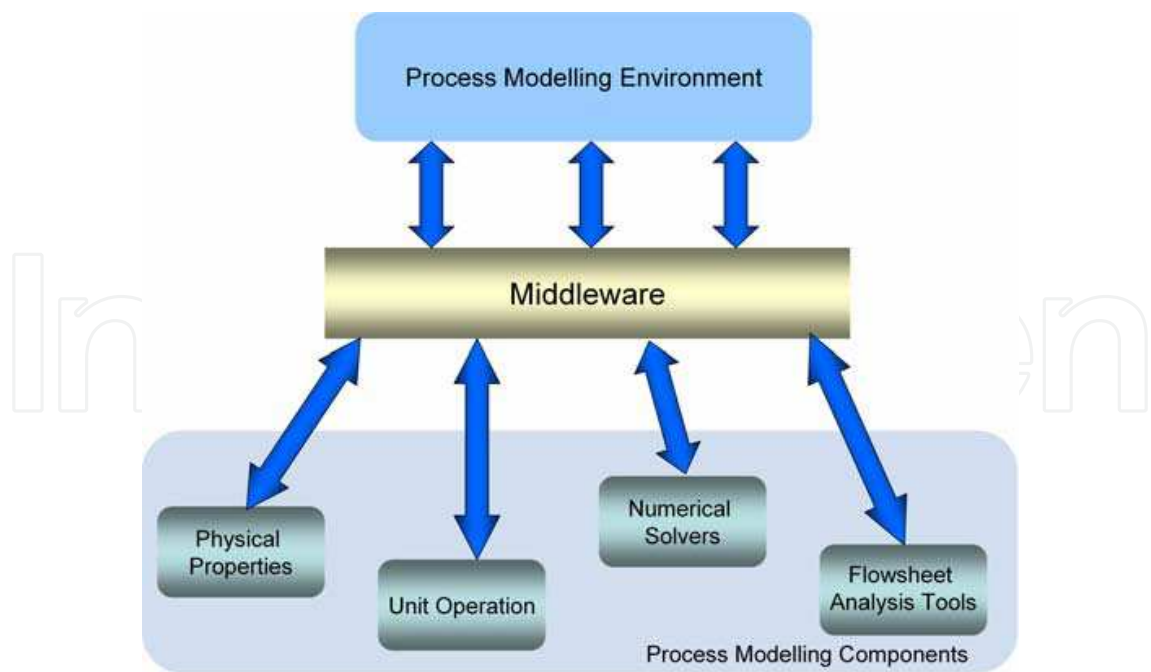 Process Modelling Environment
Middleware
Physical
Properties
Unit Operation
Numerical
Solvers
Flowsheet
Analysis Tools
Process Modelling Components